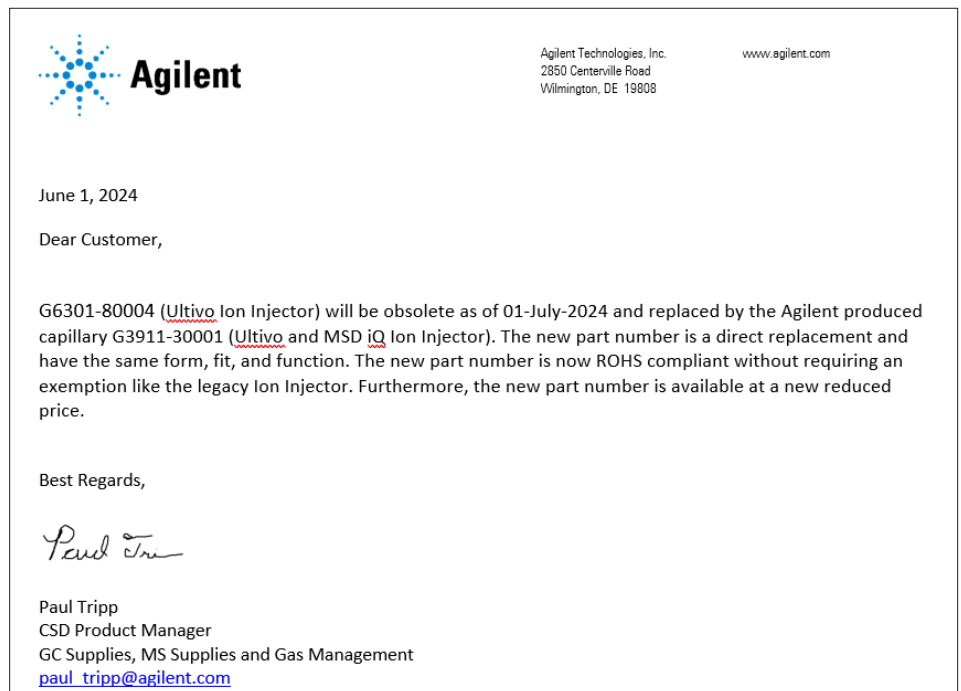 Agilent
Agilent Technologies, Inc.
2850 Centerville Road
Wilmington, DE 19808
www.agilent.com
June 1, 2024
Dear Customer,
G6301-80004 (Ultivo Ion Injector) will be obsolete as of 01-July-2024 and replaced by the Agilent produced
capillary G3911-30001 (Ultivo and MSD iQ Ion Injector). The new part number is a direct replacement and
have the same form, fit, and function. The new part number is now ROHS compliant without requiring an
exemption like the legacy Ion Injector. Furthermore, the new part number is available at a new reduced
price.
Best Regards,
Paul Tri
Paul Tripp
CSD Product Manager
GC Supplies, MS Supplies and Gas Management
paul_tripp@agilent.com